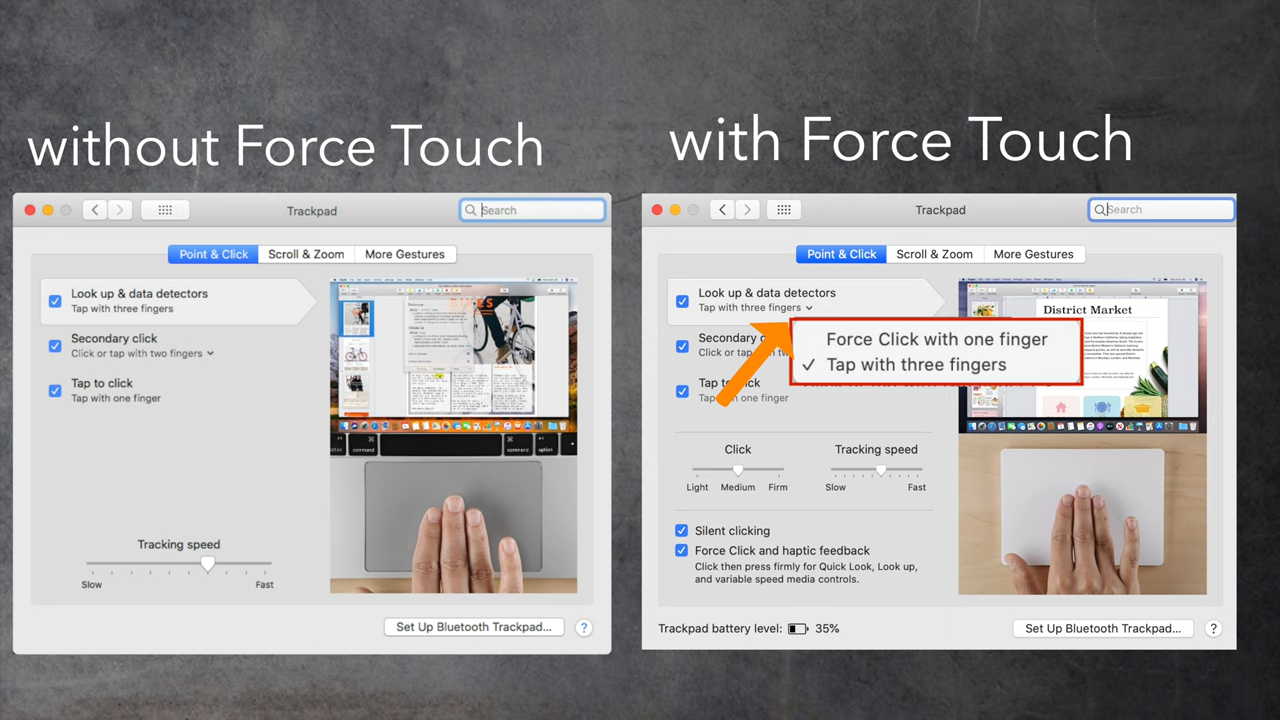 without Force Touch
Trackpad
Search
Point & Click
Scroll & Zoom
More Gestures
Look up & data detectors
Tap with three fingers
Secondary click
Click or tap with two fingers
Tap to click
Tap with one finger
command
option
command
option
Tracking speed
Slow
Fast
Set Up Bluetooth Trackpad...
?
with Force Touch
Trackpad
Search
Point & Click
Scroll & Zoom
More Gestures
Look up & data detectors
Tap with three fingers
Force Click with one finger
✓ Tap with three fingers
Click or tap with
Tap with one finger
District Market
Click
Light
Medium
Firm
Tracking speed
Slow
Fast
Silent clicking
Force Click and haptic feedback
Click then press firmly for Quick Look, Look up,
and variable speed media controls.
Trackpad battery level:
35%
Set Up Bluetooth Trackpad...
?